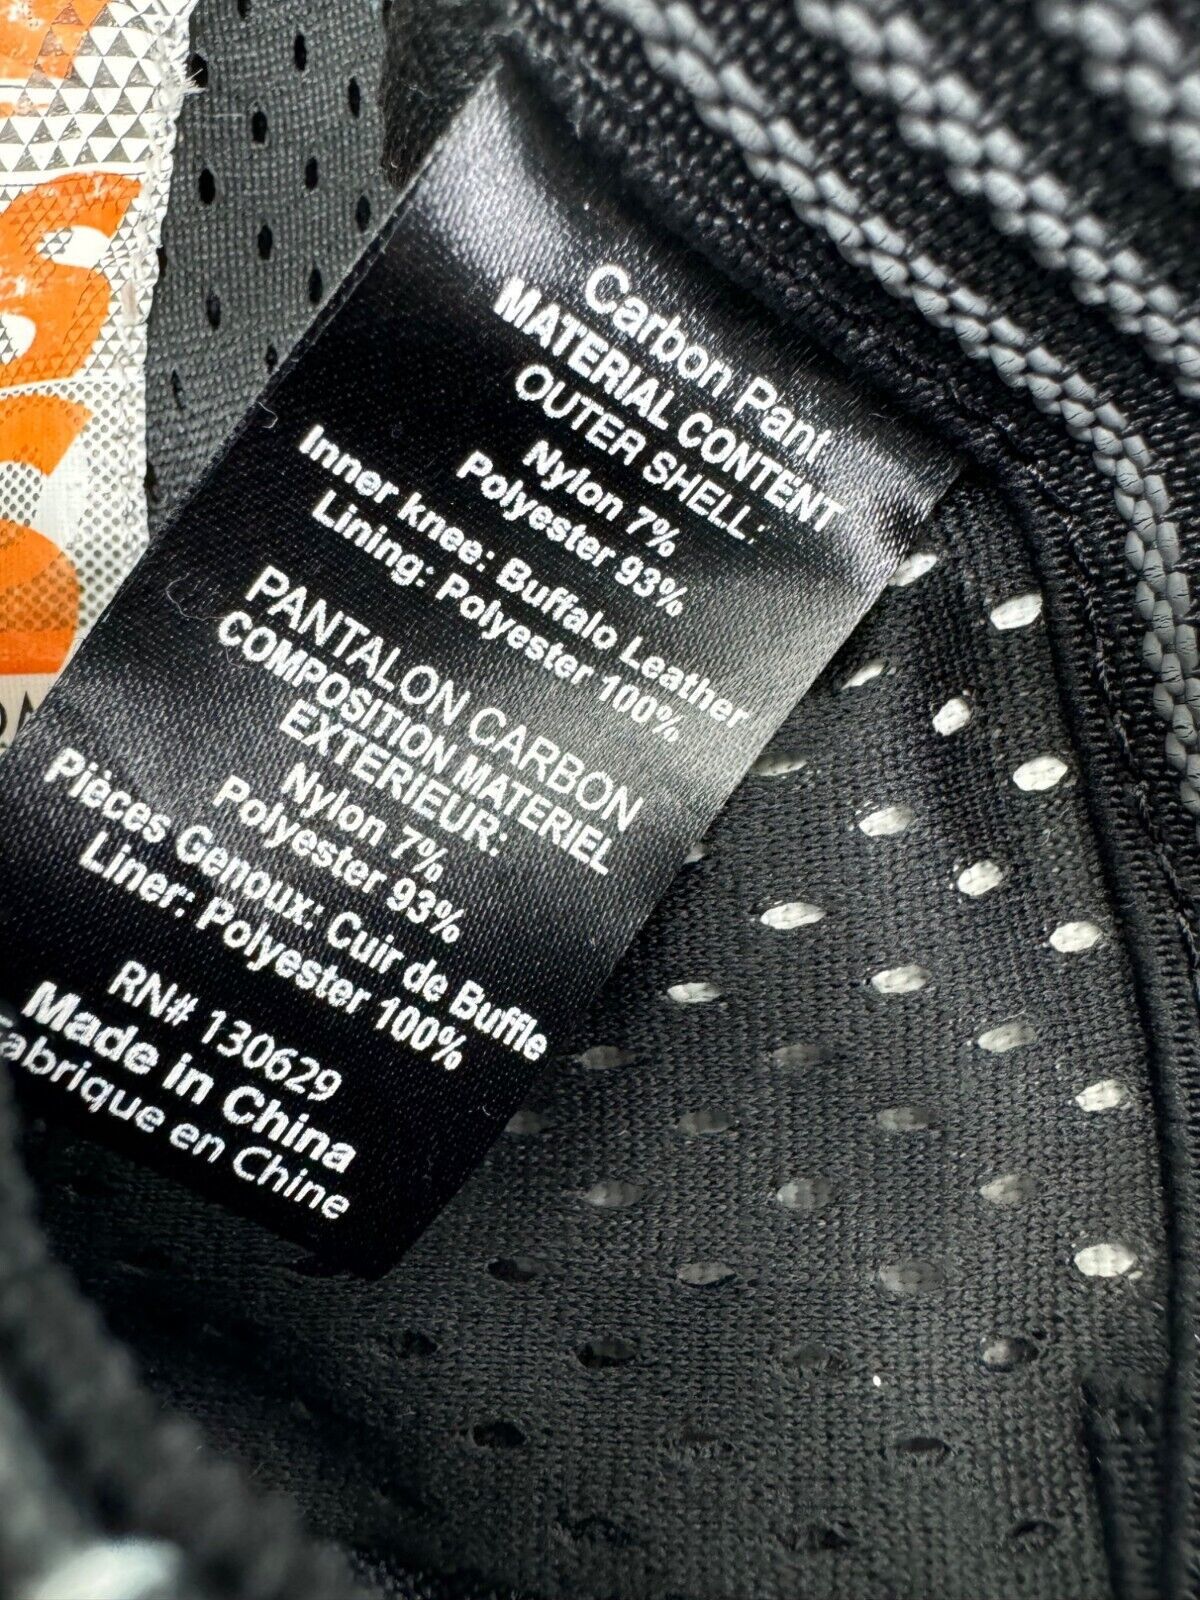 Carbon Pant
MATERIAL CONTENT
OUTER SHELL:
Nylon 7%
Polyester 93%
Inner knee: Buffalo Leather
Lining: Polyester 100%
PANTALON CARBON
COMPOSITION MATERIEL
EXTERIEUR:
Nylon 7%
Polyester 93%
Pièces Genoux: Cuir de Buffle
Liner: Polyester 100%
RN# 130629
Made in China
abrique en Chine